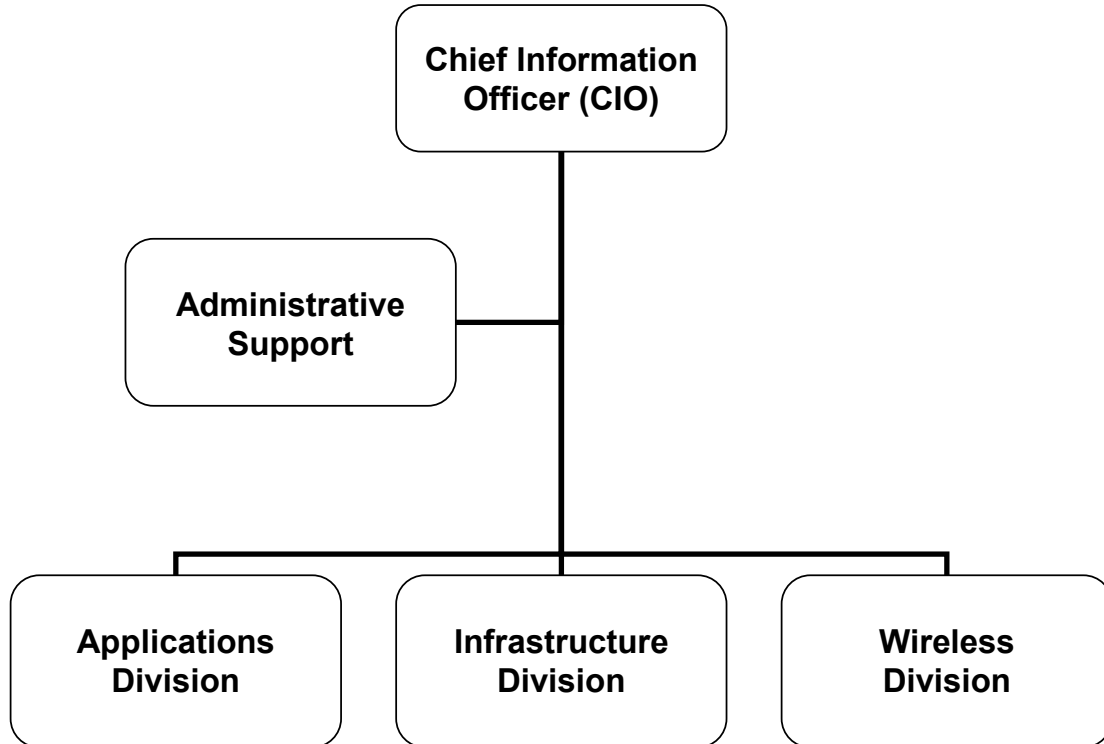 Chief Information
Officer (CIO)
Administrative
Support
Applications
Division
Infrastructure
Division
Wireless
Division